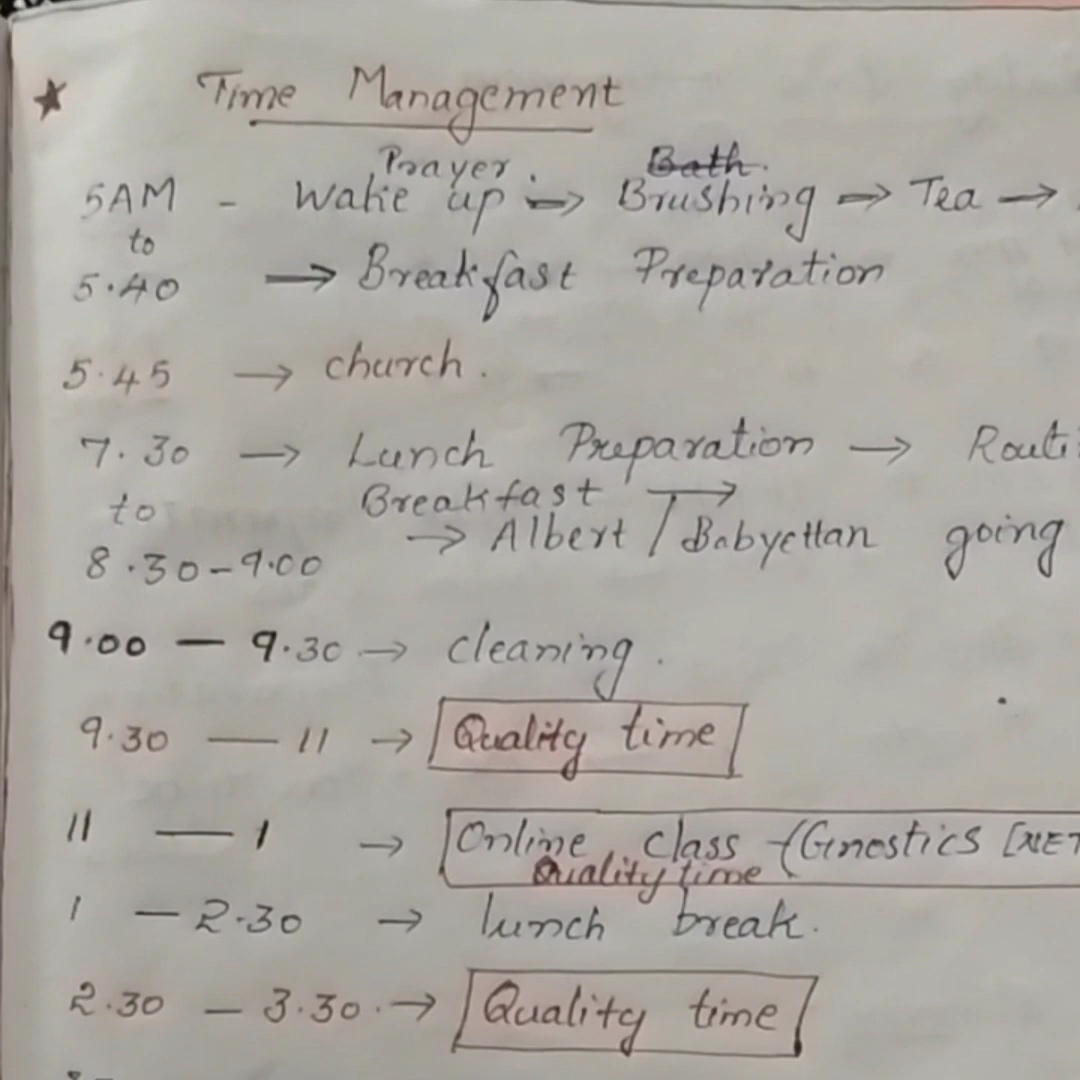 ★ Time Management
Prayer. Bath.
5AM - Wake up → Brushing → Tea →
to
5.40 → Breakfast Preparation
5.45 → church.
7.30 → Lunch Preparation → Routi
to Breakfast →
8.30-9.00 → Albert / Babyettan going
9.00 — 9.30 → cleaning.
9.30 — 11 → Quality time
11 — 1 → Online class (Gnostics [NET
Quality time
1 — 2.30 → lunch break.
2.30 — 3.30. → Quality time